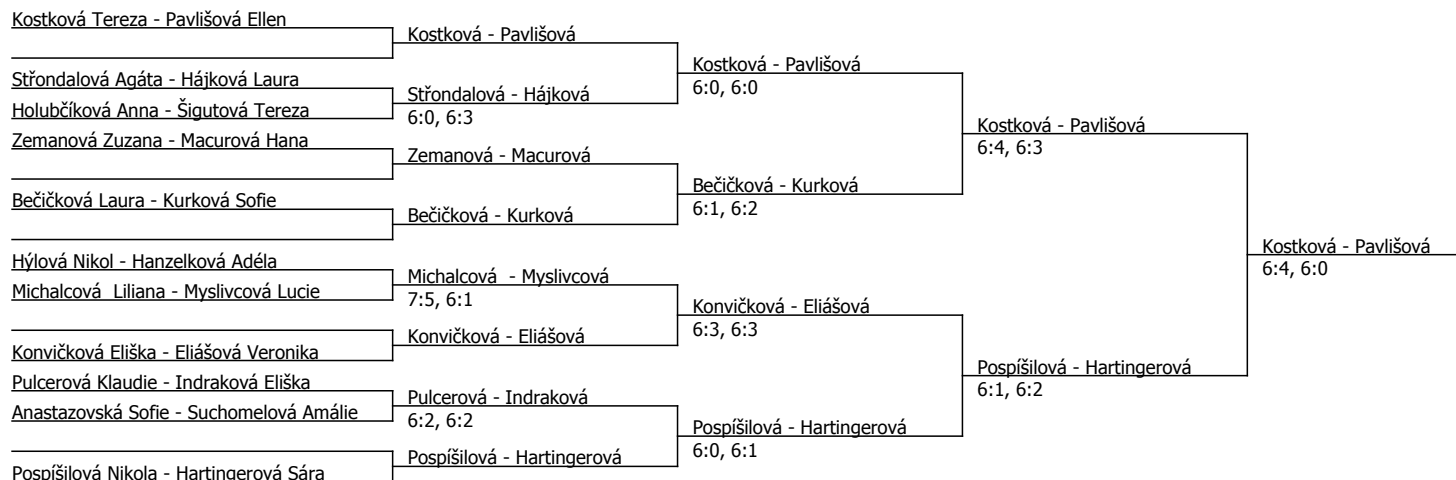 Kostková Tereza - Pavlišová Ellen
Kostková - Pavlišová
Kostková - Pavlišová
6:0, 6:0
Střondalová Agáta - Hájková Laura
Střondalová - Hájková
6:0, 6:3
Holubčíková Anna - Šigutová Tereza
Kostková - Pavlišová
6:4, 6:3
Zemanová Zuzana - Macurová Hana
Zemanová - Macurová
Bečičková - Kurková
6:1, 6:2
Bečičková Laura - Kurková Sofie
Bečičková - Kurková
Kostková - Pavlišová
6:4, 6:0
Hýlová Nikol - Hanzelková Adéla
Michalcová  - Myslivcová
7:5, 6:1
Michalcová  Liliana - Myslivcová Lucie
Konvičková - Eliášová
6:3, 6:3
Konvičková - Eliášová
Konvičková Eliška - Eliášová Veronika
Pospíšilová - Hartingerová
6:1, 6:2
Pulcerová Klaudie - Indraková Eliška
Pulcerová - Indraková
6:2, 6:2
Anastazovská Sofie - Suchomelová Amálie
Pospíšilová - Hartingerová
6:0, 6:1
Pospíšilová - Hartingerová
Pospíšilová Nikola - Hartingerová Sára